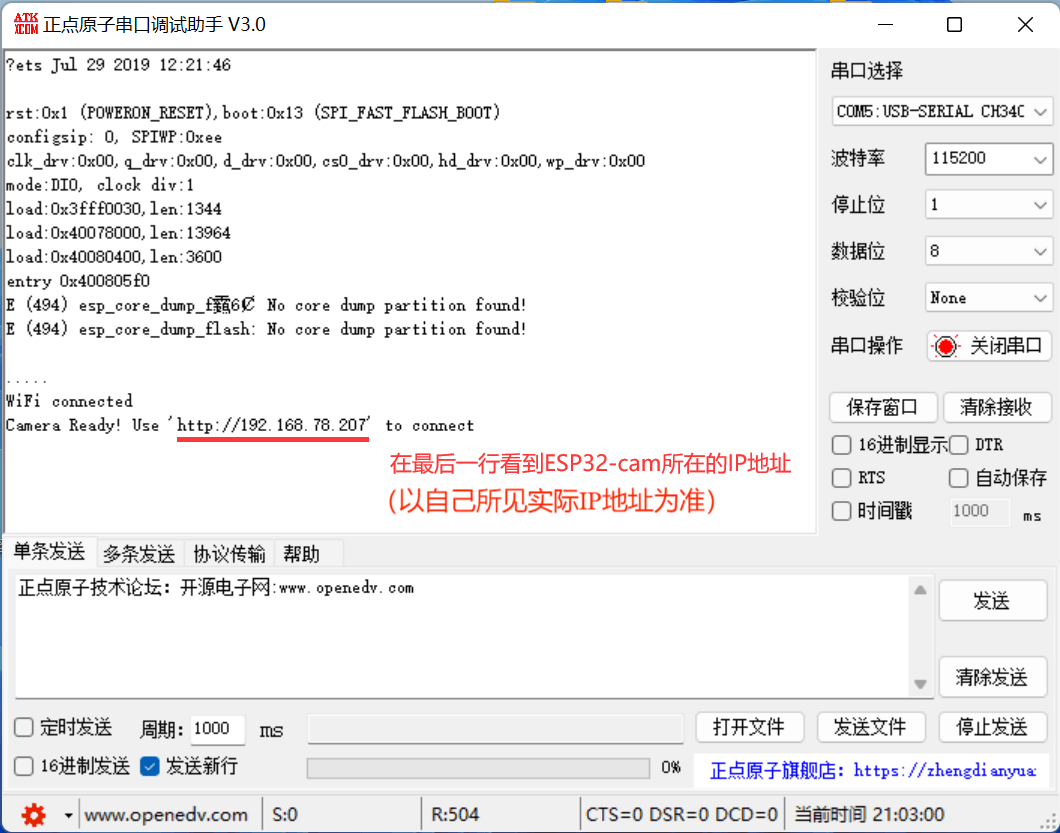 ATK
XCOM
正点原子串口调试助手 V3.0
?ets Jul 29 2019 12:21:46
rst:0x1 (POWERON_RESET),boot:0x13 (SPI_FAST_FLASH_BOOT)
configsip: 0, SPIWP:0xee
clk_drv:0x00,q_drv:0x00,d_drv:0x00,cs0_drv:0x00,hd_drv:0x00,wp_drv:0x00
mode:DIO, clock div:1
load:0x3fff0030,len:1344
load:0x40078000,len:13964
load:0x40080400,len:3600
entry 0x400805f0
E (494) esp_core_dump_f No core dump partition found!
E (494) esp_core_dump_flash: No core dump partition found!
.....
WiFi connected
Camera Ready! Use 'http://192.168.78.207' to connect
在最后一行看到ESP32-cam所在的IP地址
(以自己所见实际IP地址为准)
串口选择
COM5:USB-SERIAL CH340
波特率 115200
停止位 1
数据位 8
校验位 None
串口操作 关闭串口
保存窗口 清除接收
16进制显示 DTR
RTS 自动保存
时间戳 1000 ms
单条发送 多条发送 协议传输 帮助
正点原子技术论坛：开源电子网:www.openedv.com
发送
清除发送
定时发送 周期: 1000 ms 打开文件 发送文件 停止发送
16进制发送 发送新行 0% 正点原子旗舰店：https://zhengdianyua
www.openedv.com S:0 R:504 CTS=0 DSR=0 DCD=0 当前时间 21:03:00